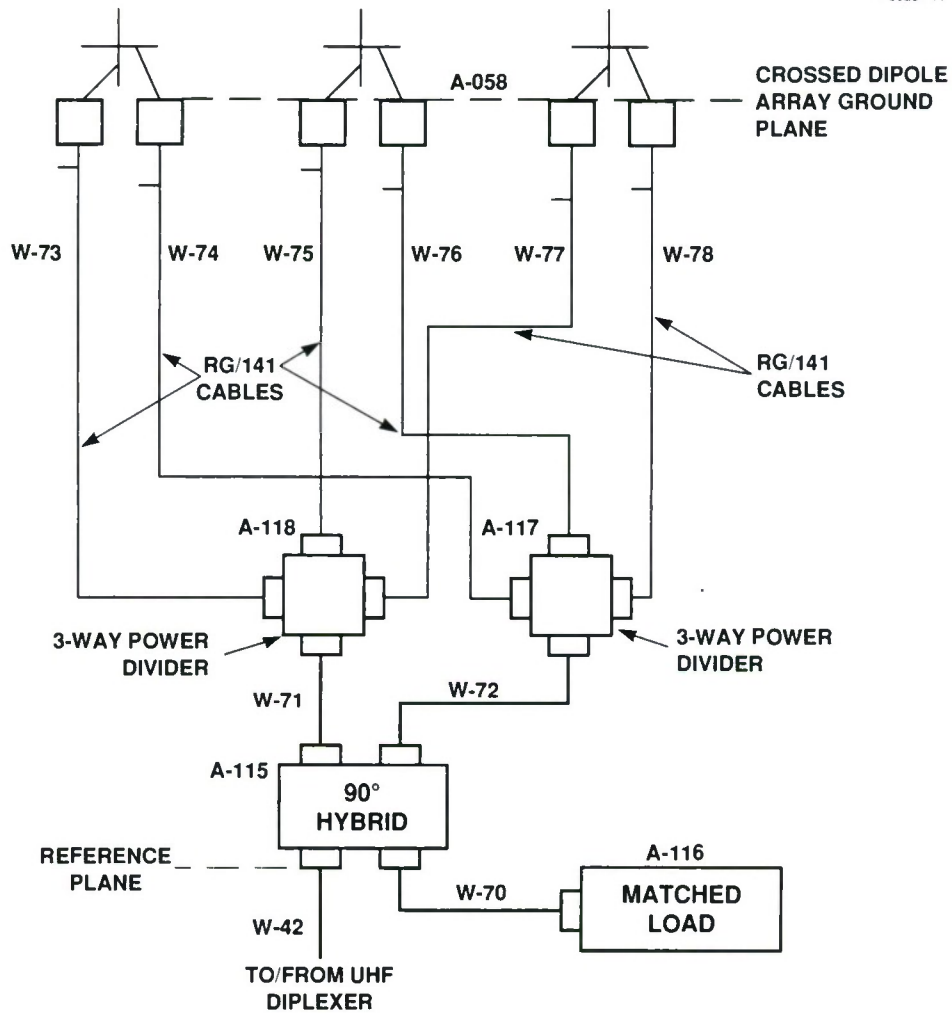 A-058
CROSSED DIPOLE
ARRAY GROUND
PLANE
W-73
W-74
W-75
W-76
W-77
W-78
RG/141
CABLES
RG/141
CABLES
A-118
A-117
3-WAY POWER
DIVIDER
3-WAY POWER
DIVIDER
W-71
W-72
A-115
90°
HYBRID
REFERENCE
PLANE
A-116
MATCHED
LOAD
W-70
W-42
TO/FROM UHF
DIPLEXER